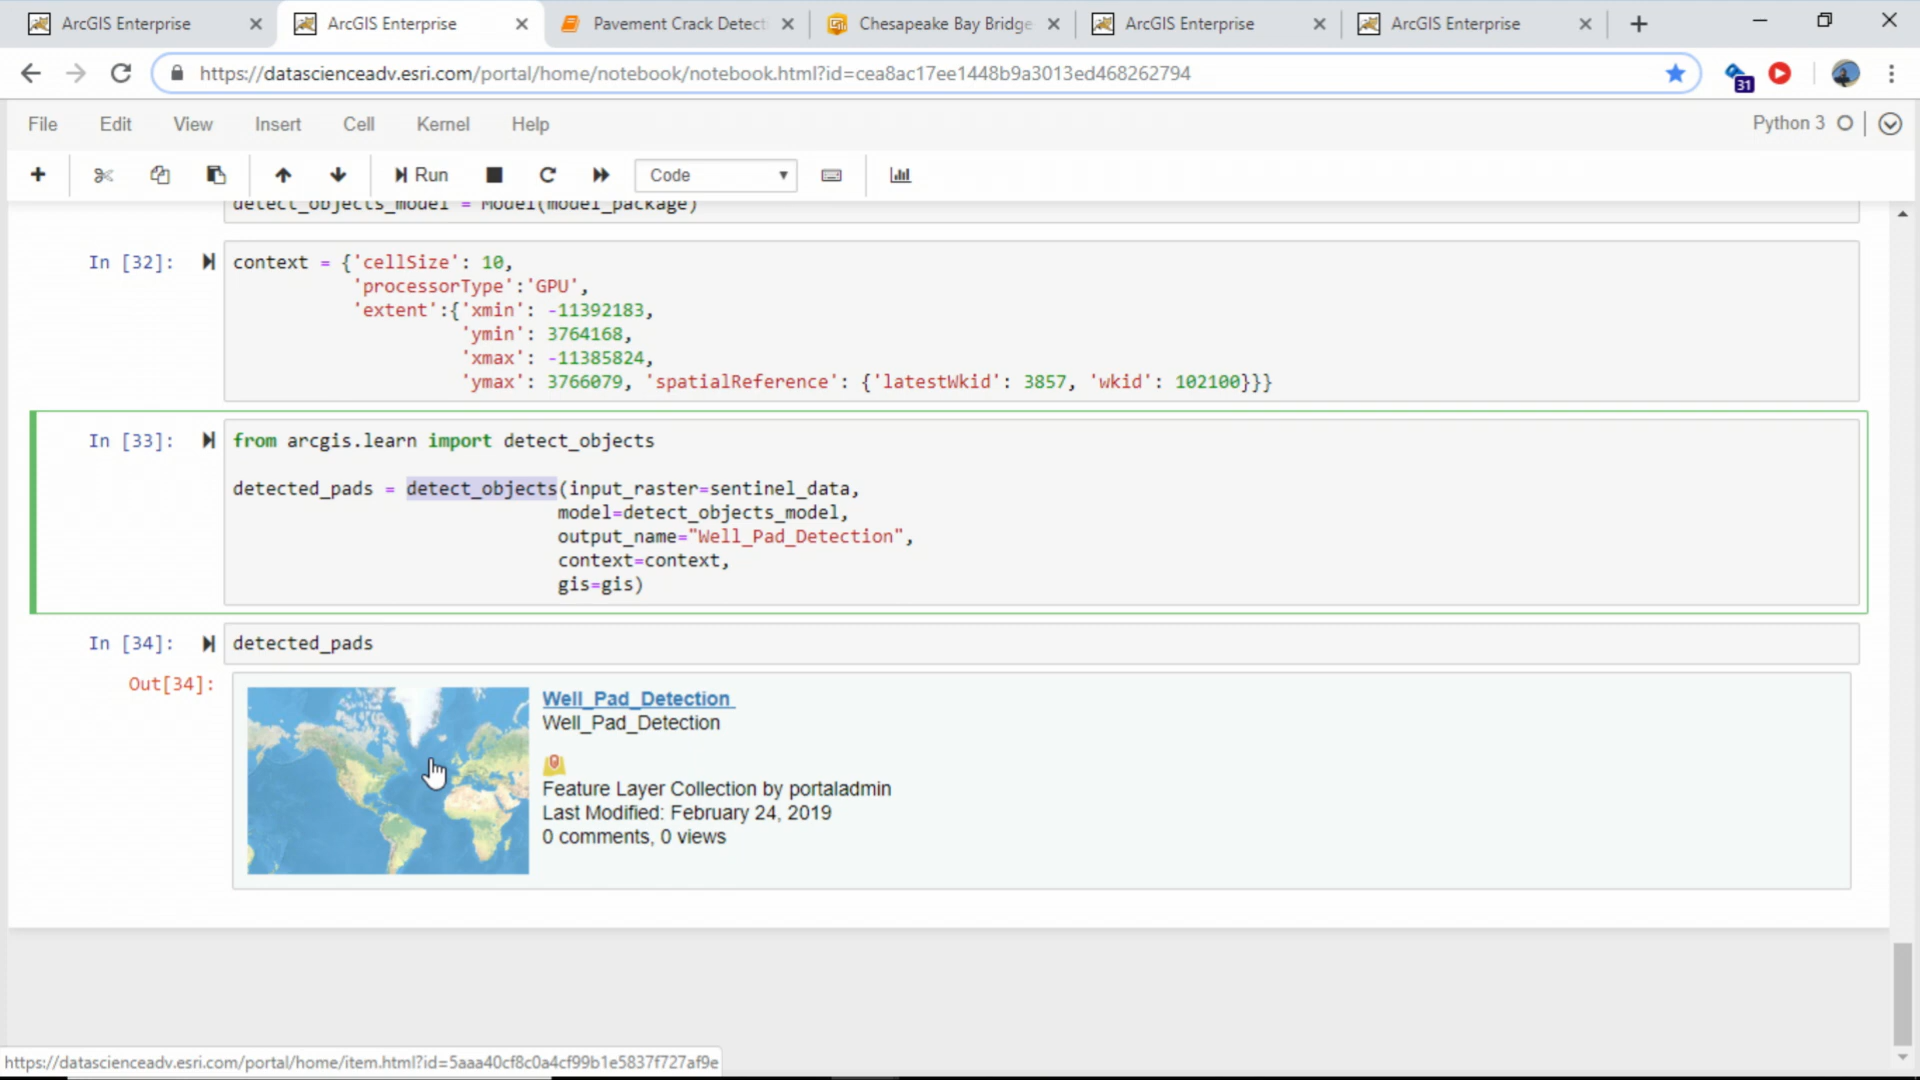 ArcGIS Enterprise
ArcGIS Enterprise
Pavement Crack Detect
Chesapeake Bay Bridge
ArcGIS Enterprise
ArcGIS Enterprise
https://datascienceadv.esri.com/portal/home/notebook/notebook.html?id=cea8ac17ee1448b9a3013ed468262794
31
File Edit View Insert Cell Kernel Help
Python 3
Run
Code
detect_objects_model = Model(model_package)
In [32]:
context = {'cellSize': 10,
'processorType':'GPU',
'extent':{'xmin': -11392183,
'ymin': 3764168,
'xmax': -11385824,
'ymax': 3766079, 'spatialReference': {'latestWkid': 3857, 'wkid': 102100}}}
In [33]:
from arcgis.learn import detect_objects
detected_pads = detect_objects(input_raster=sentinel_data,
model=detect_objects_model,
output_name="Well_Pad_Detection",
context=context,
gis=gis)
In [34]:
detected_pads
Out[34]:
Well_Pad_Detection
Well_Pad_Detection
Feature Layer Collection by portaladmin
Last Modified: February 24, 2019
0 comments, 0 views
https://datascienceadv.esri.com/portal/home/item.html?id=5aaa40cf8c0a4cf99b1e5837f727af9e